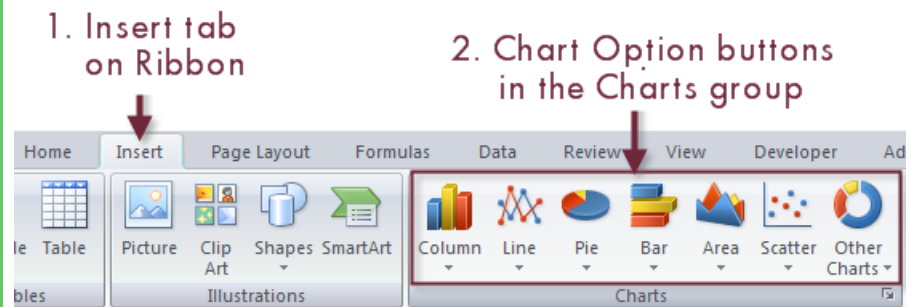 1. Insert tab
on Ribbon
2. Chart Option buttons
in the Charts group
Home Insert Page Layout Formulas Data Review View Developer Ad
le Table Picture Clip Art Shapes SmartArt Column Line Pie Bar Area Scatter Other Charts
bles Illustrations Charts